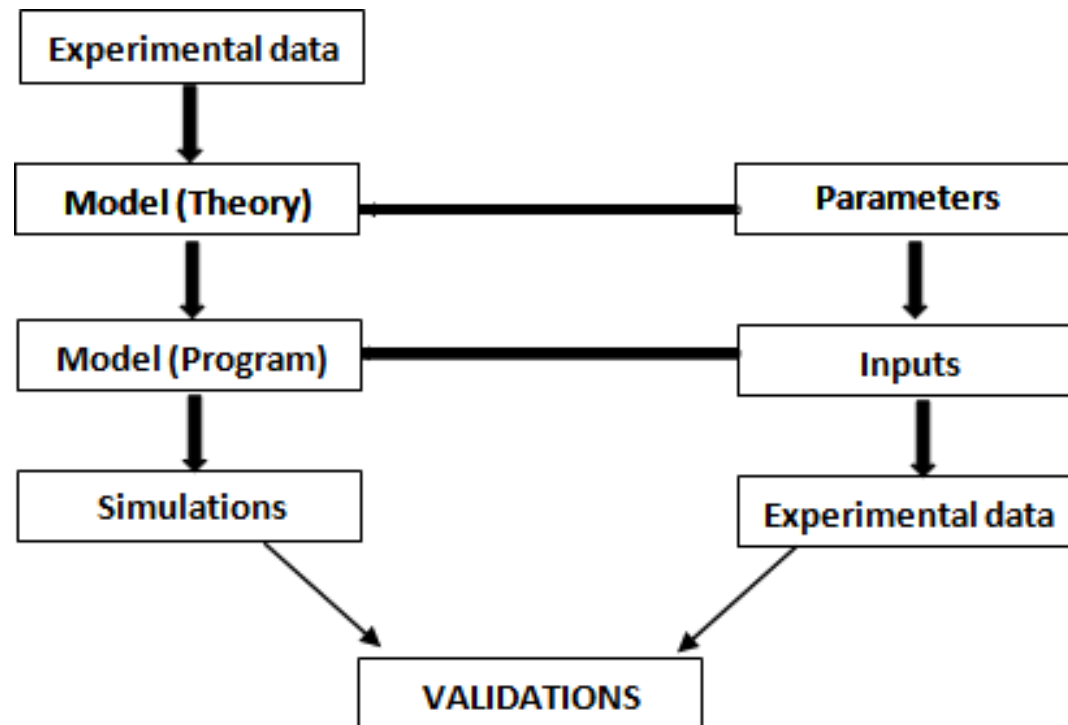 Experimental data
Model (Theory)
Parameters
Model (Program)
Inputs
Simulations
Experimental data
VALIDATIONS